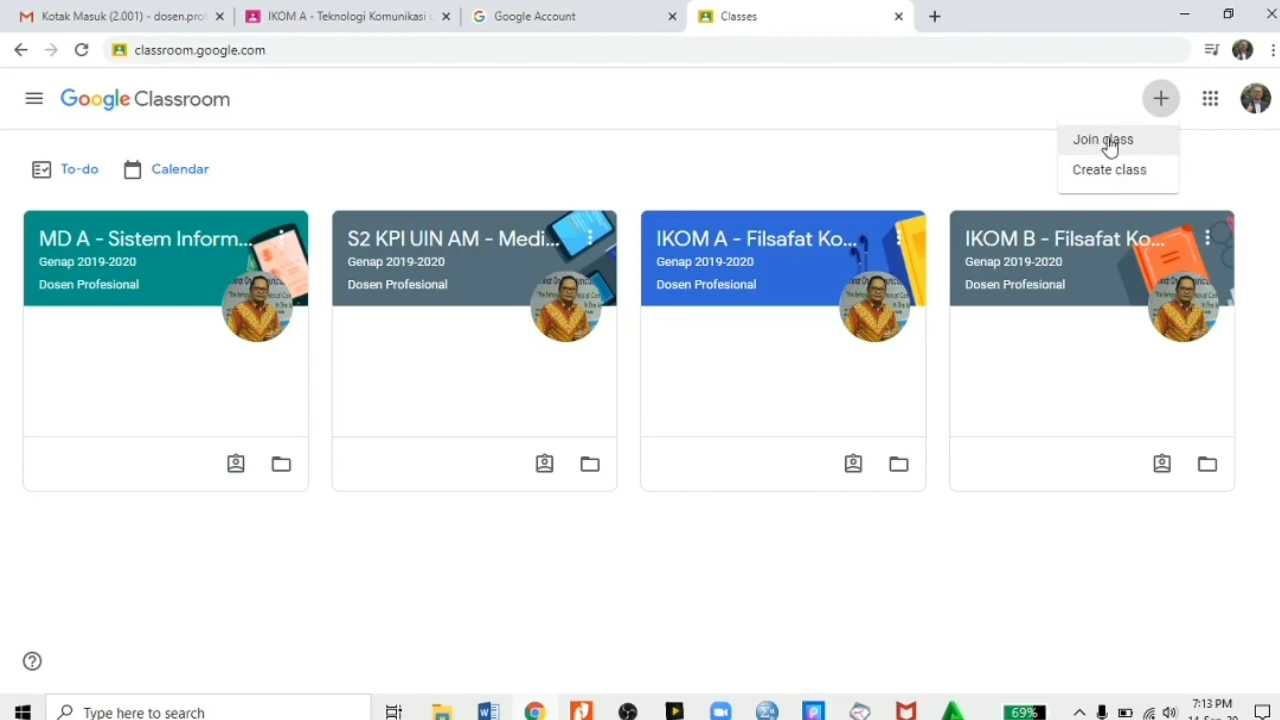 Kotak Masuk (2.001) - dosen.pro
IKOM A - Teknologi Komunikasi
Google Account
Classes
classroom.google.com
Google Classroom
Join class
Create class
To-do
Calendar
MD A - Sistem Inform...
Genap 2019-2020
Dosen Profesional
S2 KPI UIN AM - Medi...
Genap 2019-2020
Dosen Profesional
IKOM A - Filsafat Ko...
Genap 2019-2020
Dosen Profesional
IKOM B - Filsafat Ko...
Genap 2019-2020
Dosen Profesional
Type here to search
69%
7:13 PM